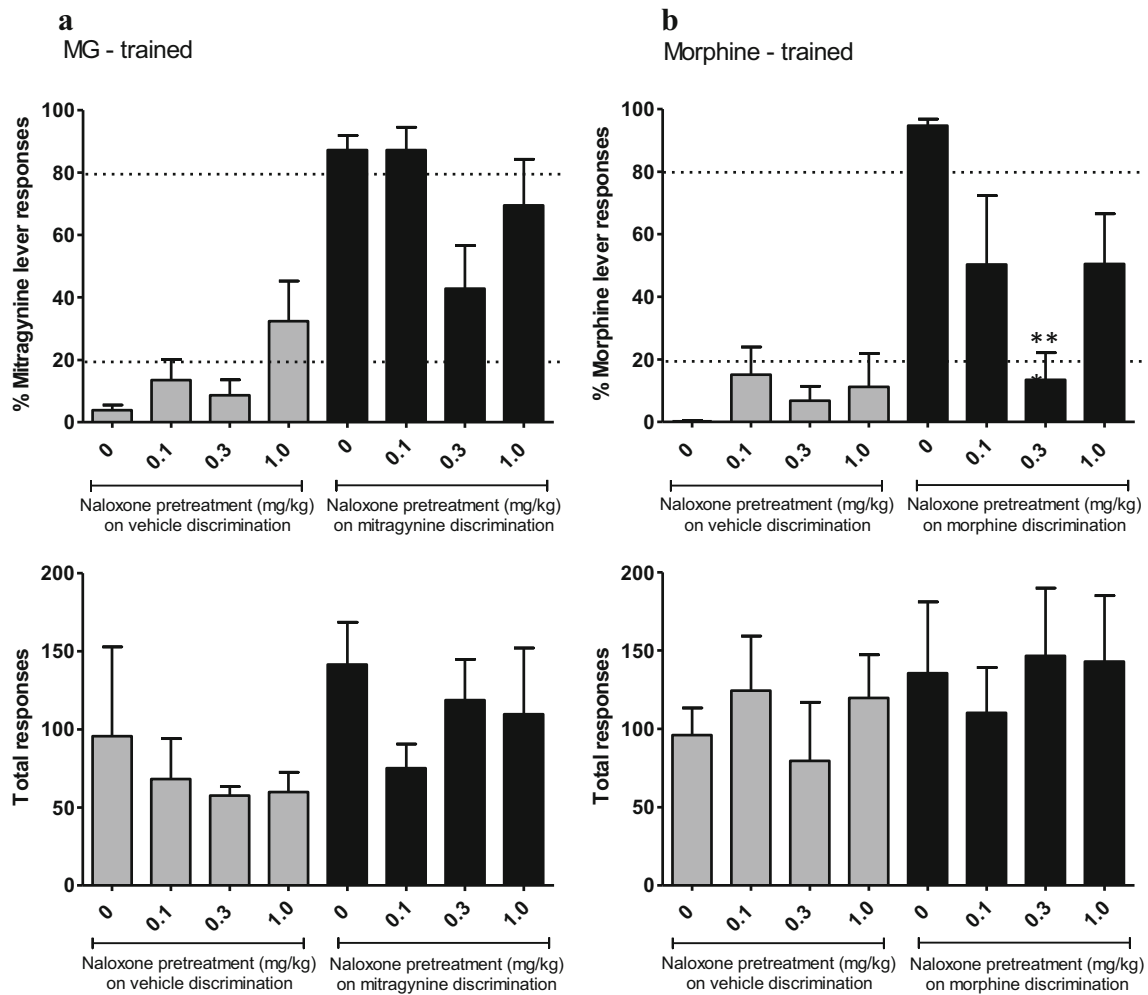 a
MG - trained
b
Morphine - trained
% Mitragynine lever responses
100
80
60
40
20
0
0 0.1 0.3 1.0 0 0.1 0.3 1.0
Naloxone pretreatment (mg/kg)
on vehicle discrimination
Naloxone pretreatment (mg/kg)
on mitragynine discrimination
% Morphine lever responses
100
80
60
40
20
0
**
*
0 0.1 0.3 1.0 0 0.1 0.3 1.0
Naloxone pretreatment (mg/kg)
on vehicle discrimination
Naloxone pretreatment (mg/kg)
on morphine discrimination
Total responses
200
150
100
50
0
0 0.1 0.3 1.0 0 0.1 0.3 1.0
Naloxone pretreatment (mg/kg)
on vehicle discrimination
Naloxone pretreatment (mg/kg)
on mitragynine discrimination
Total responses
200
150
100
50
0
0 0.1 0.3 1.0 0 0.1 0.3 1.0
Naloxone pretreatment (mg/kg)
on vehicle discrimination
Naloxone pretreatment (mg/kg)
on morphine discrimination